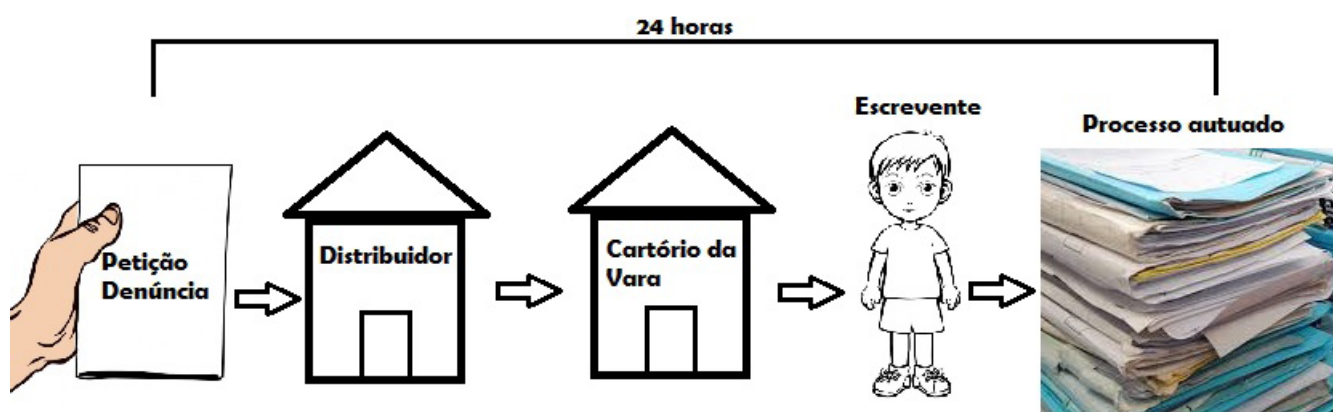 24 horas
Escrevente
Processo autuado
Petição
Denúncia
Distribuidor
Cartório da
Vara